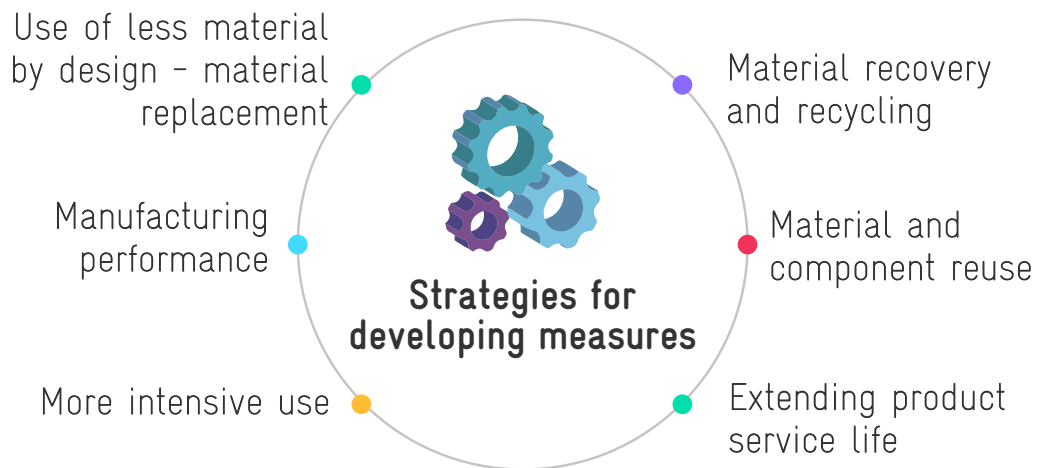 Use of less material
by design – material
replacement
Material recovery
and recycling
Manufacturing
performance
Material and
component reuse
Strategies for
developing measures
More intensive use
Extending product
service life